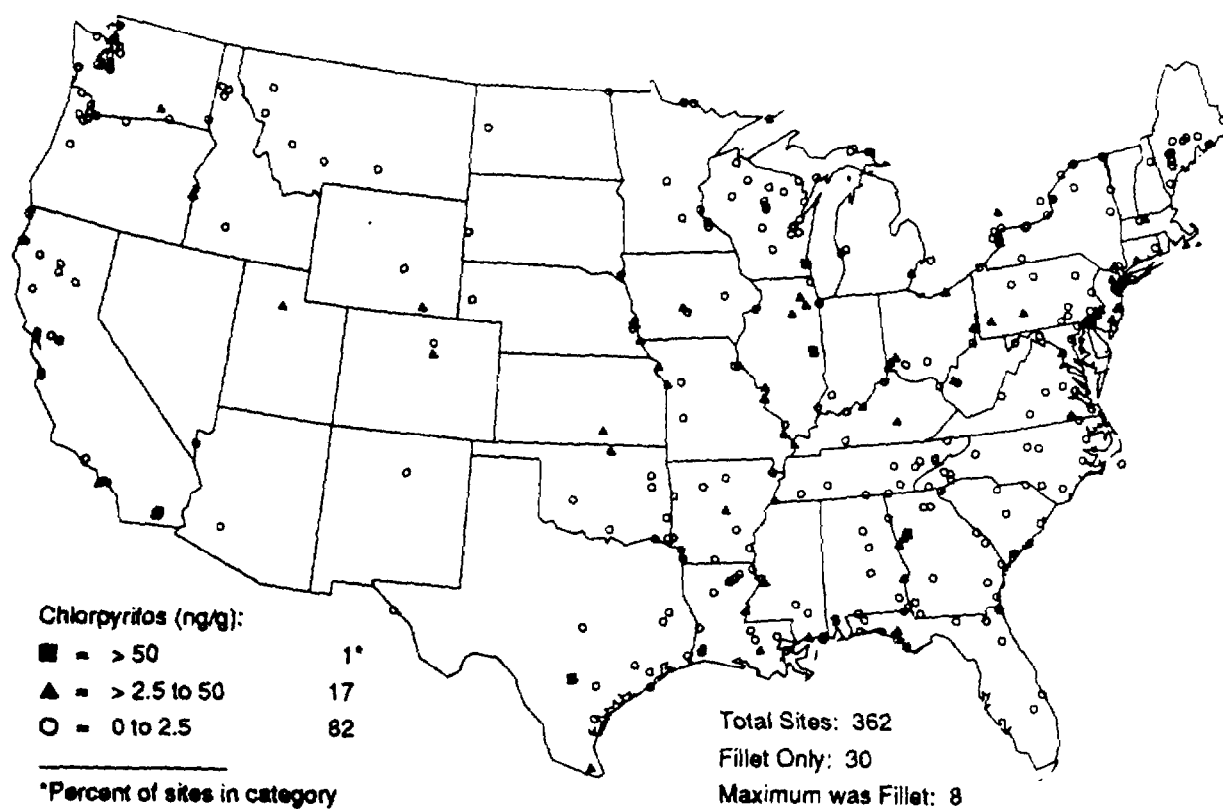 Chlorpyrifos (ng/g):
■ = > 50 1*
▲ = > 2.5 to 50 17
O = 0 to 2.5 82
*Percent of sites in category
Total Sites: 362
Fillet Only: 30
Maximum was Fillet: 8